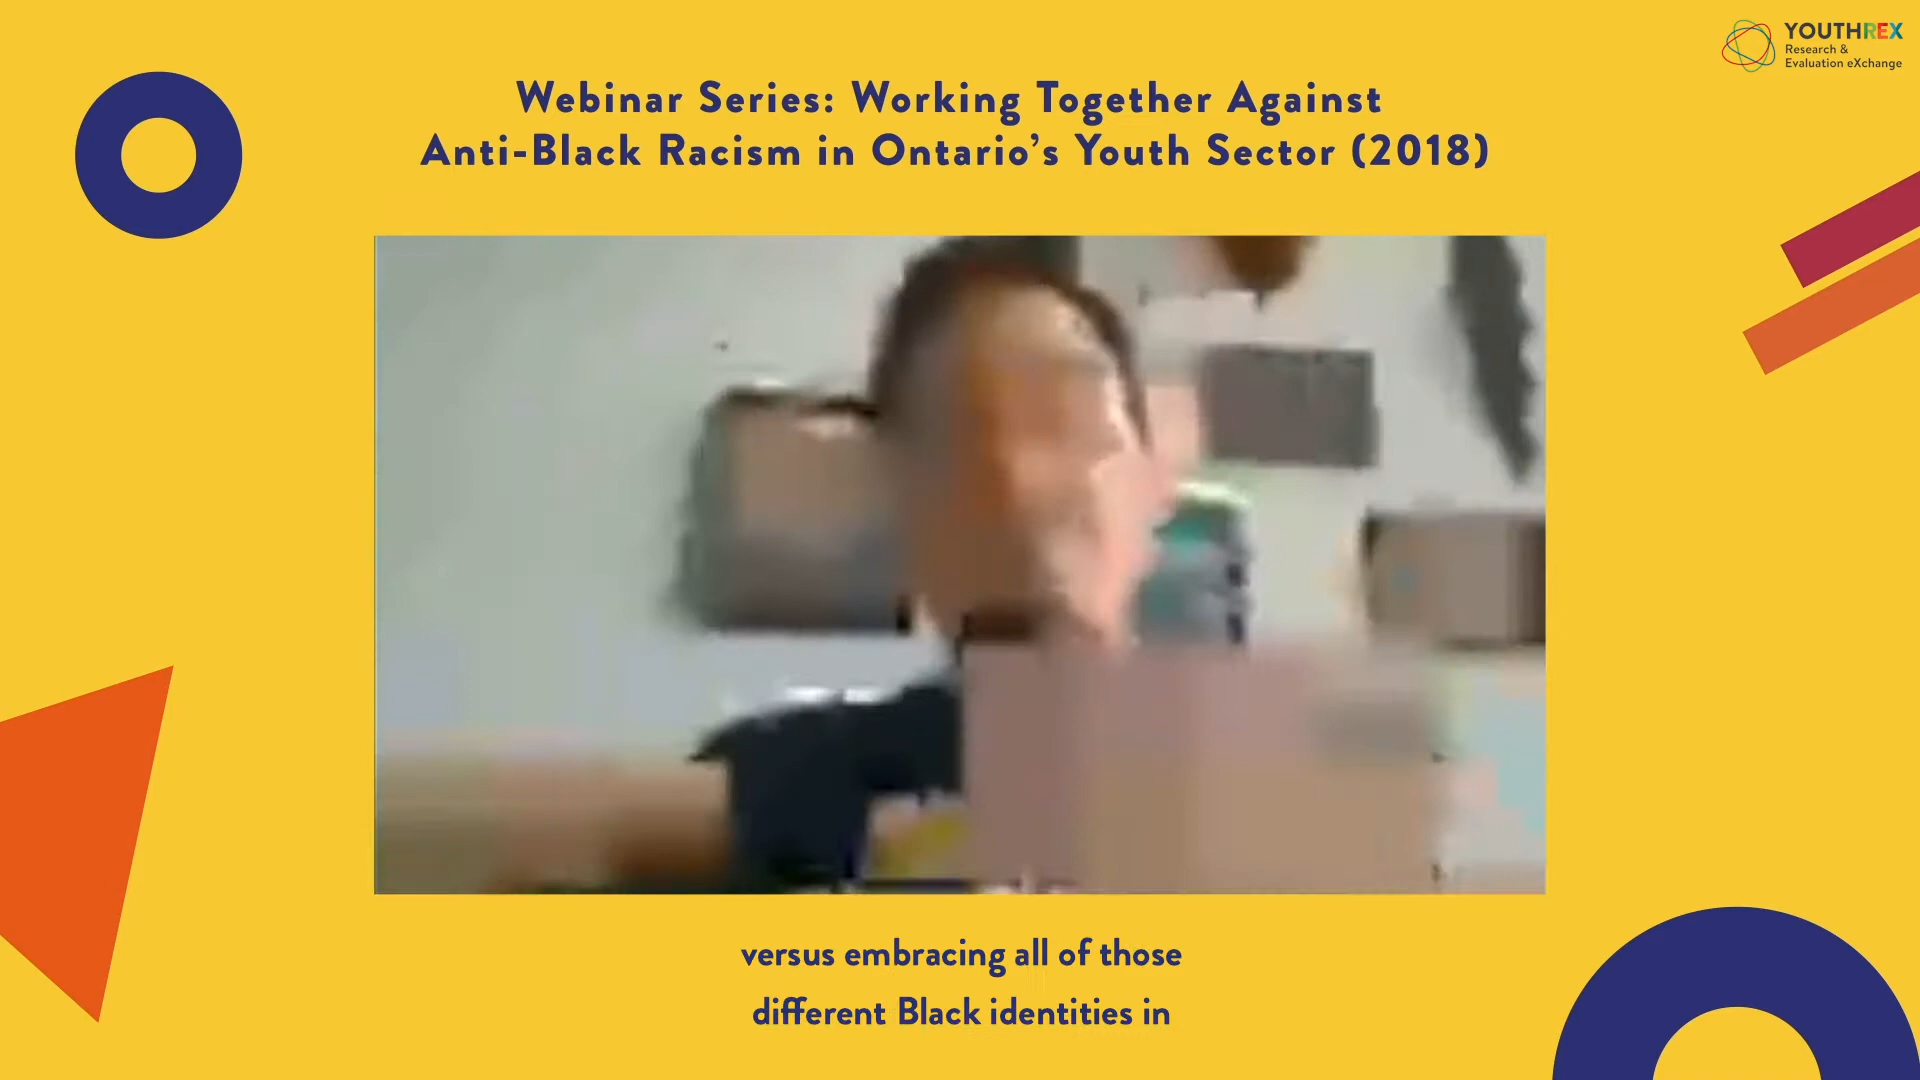 YOUTHREX
Research &
Evaluation eXchange
Webinar Series: Working Together Against
Anti-Black Racism in Ontario’s Youth Sector (2018)
versus embracing all of those
different Black identities in